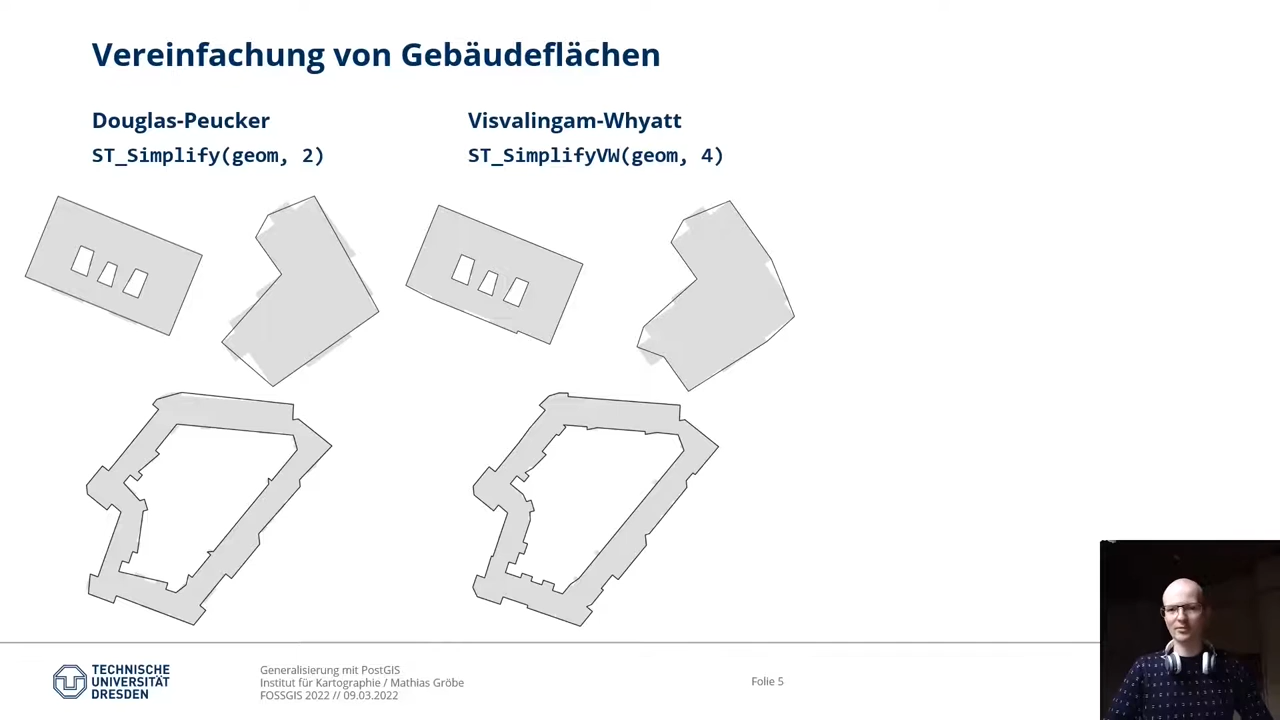 Vereinfachung von Gebäudeflächen
Douglas-Peucker
ST_Simplify(geom, 2)
Visvalingam-Whyatt
ST_SimplifyVW(geom, 4)
TECHNISCHE
UNIVERSITÄT
DRESDEN
Generalisierung mit PostGIS
Institut für Kartographie / Mathias Gröbe
FOSSGIS 2022 // 09.03.2022
Folie 5